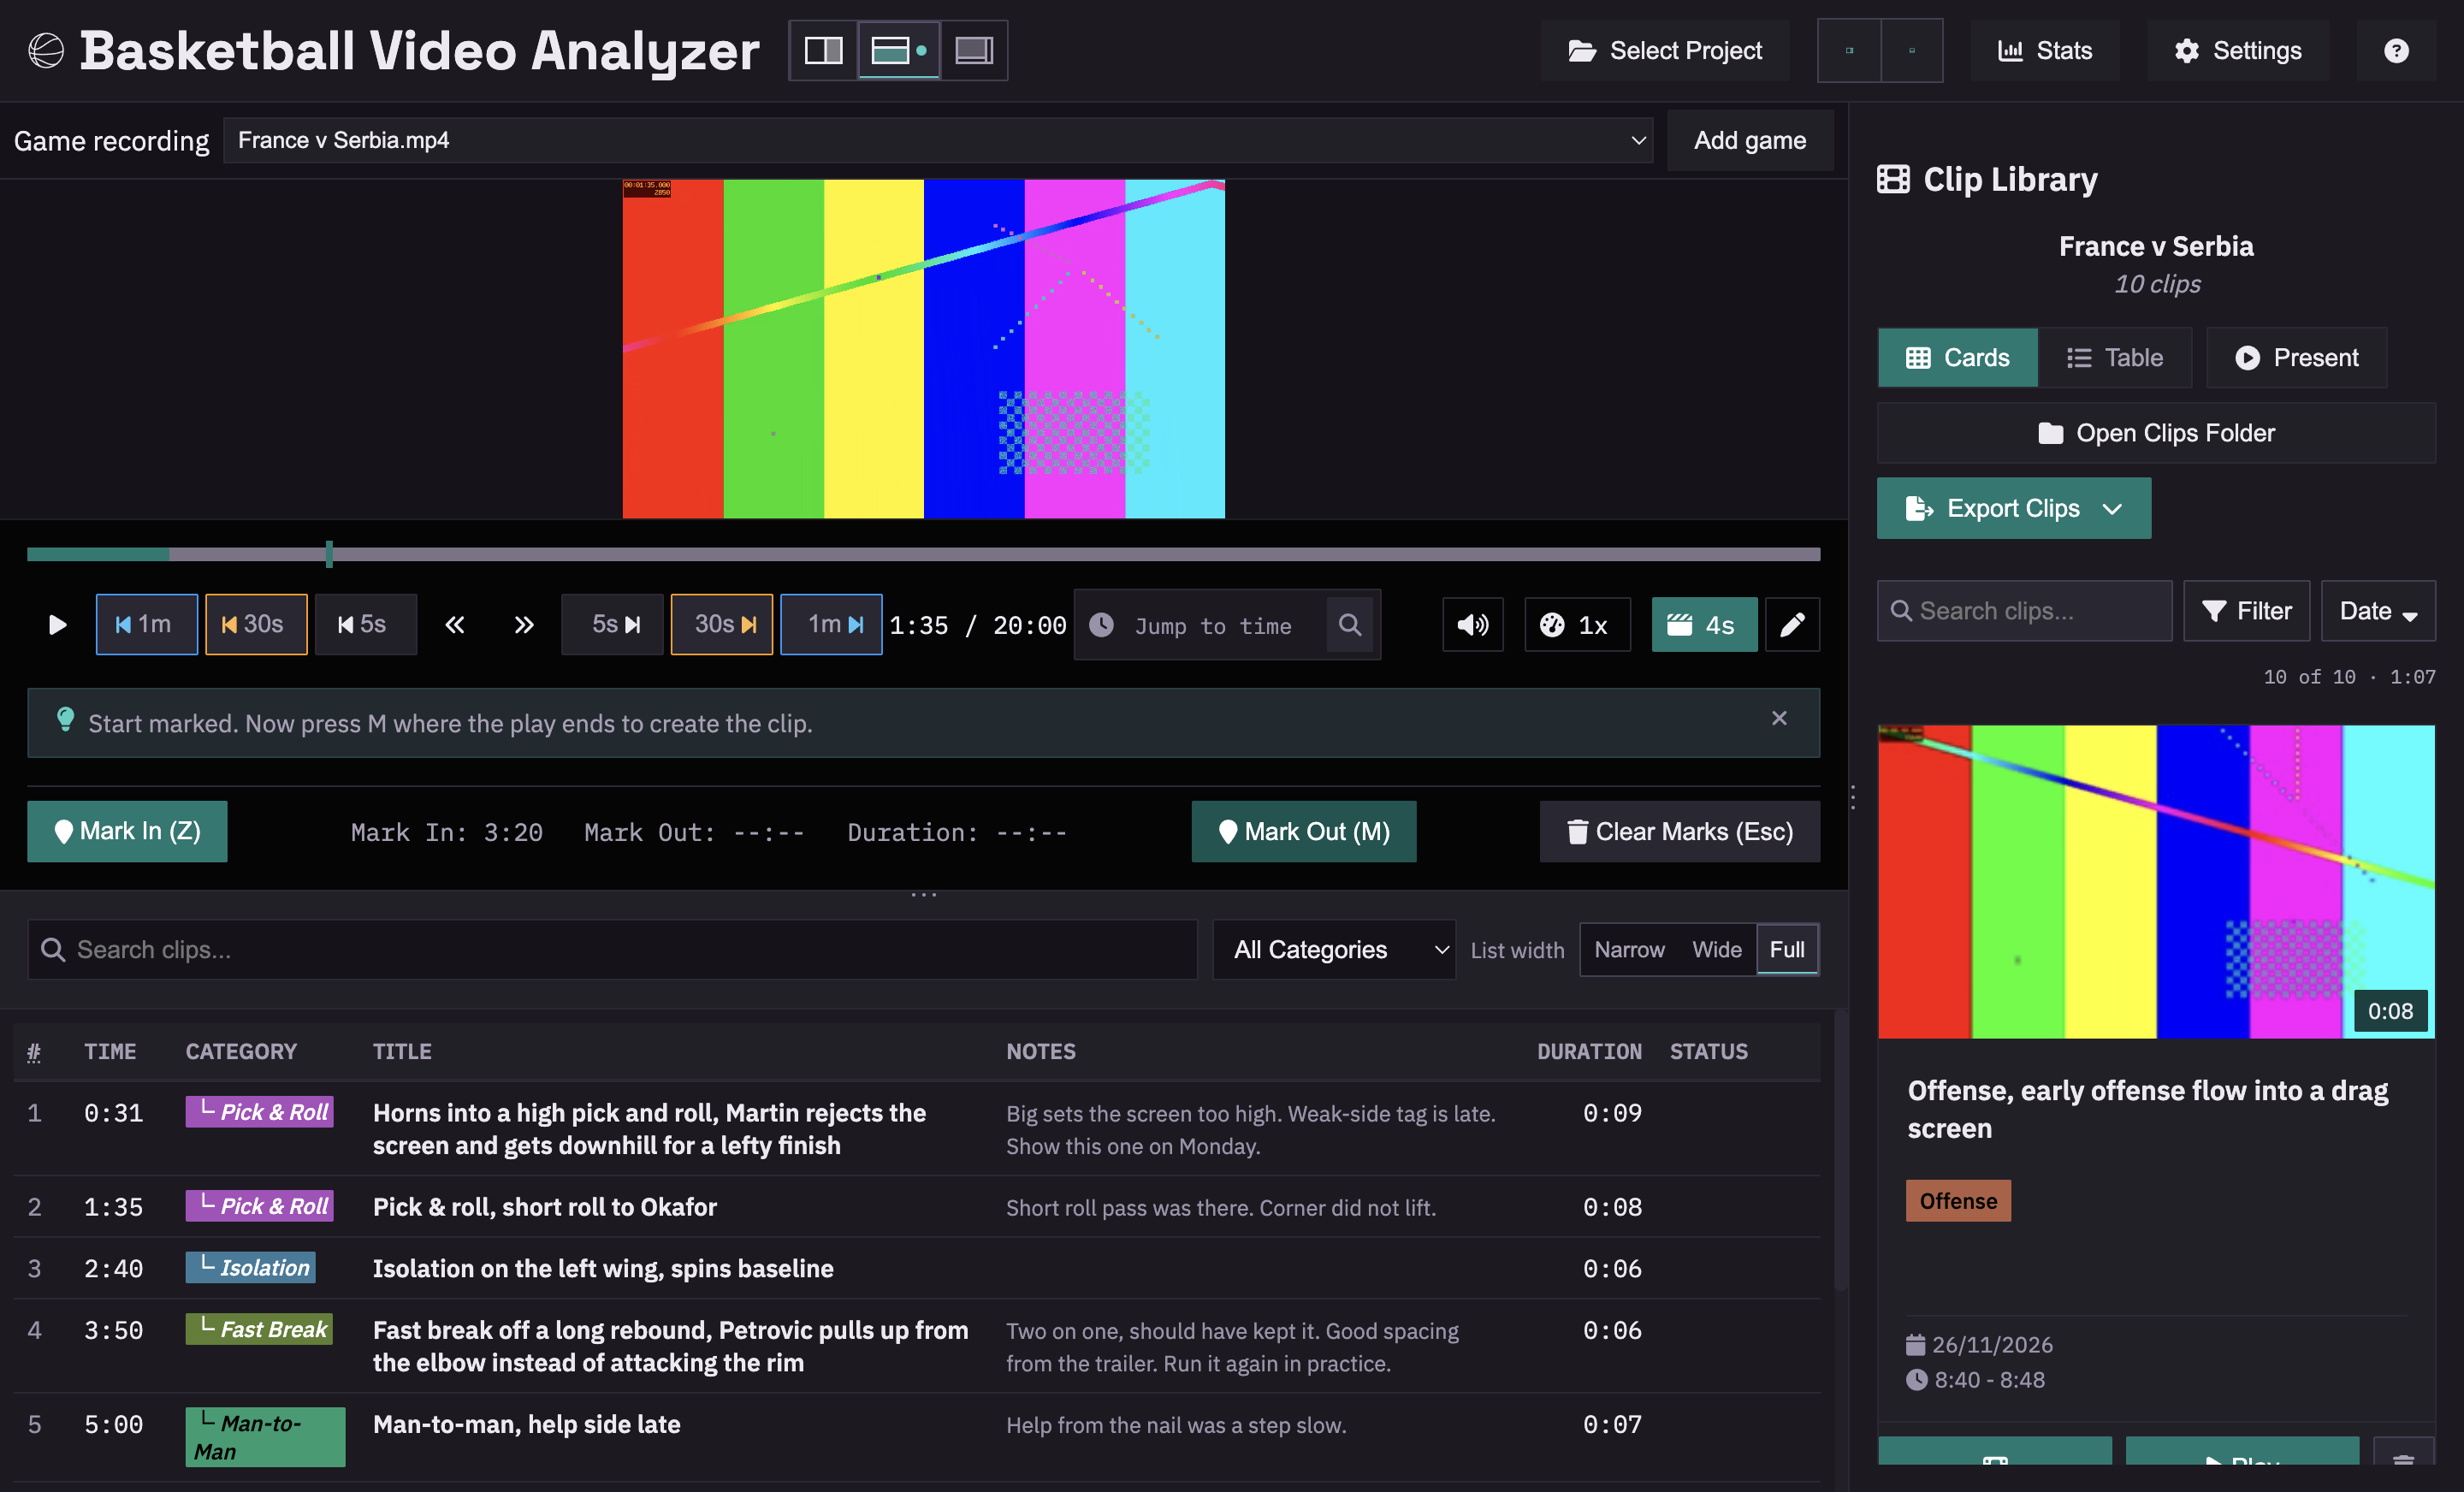 Basketball Video Analyzer
Select Project
Stats
Settings
?
Game recording
France v Serbia.mp4
Add game
00:01:35.000
2850
1m
30s
5s
5s
30s
1m
1:35 / 20:00
Jump to time
1x
4s
Start marked. Now press M where the play ends to create the clip.
Mark In (Z)
Mark In: 3:20
Mark Out: --:--
Duration: --:--
Mark Out (M)
Clear Marks (Esc)
Search clips...
All Categories
List width
Narrow
Wide
Full
# TIME CATEGORY TITLE NOTES DURATION STATUS
1 0:31 Pick & Roll Horns into a high pick and roll, Martin rejects the Big sets the screen too high. Weak-side tag is late. 0:09
screen and gets downhill for a lefty finish Show this one on Monday.
2 1:35 Pick & Roll Pick & roll, short roll to Okafor Short roll pass was there. Corner did not lift. 0:08
3 2:40 Isolation Isolation on the left wing, spins baseline 0:06
4 3:50 Fast Break Fast break off a long rebound, Petrovic pulls up from Two on one, should have kept it. Good spacing 0:06
the elbow instead of attacking the rim from the trailer. Run it again in practice.
5 5:00 Man-to- Man-to-man, help side late Help from the nail was a step slow. 0:07
Man
Clip Library
France v Serbia
10 clips
Cards
Table
Present
Open Clips Folder
Export Clips
Search clips...
Filter
Date
10 of 10 · 1:07
0:08
Offense, early offense flow into a drag
screen
Offense
26/11/2026
8:40 - 8:48
Play